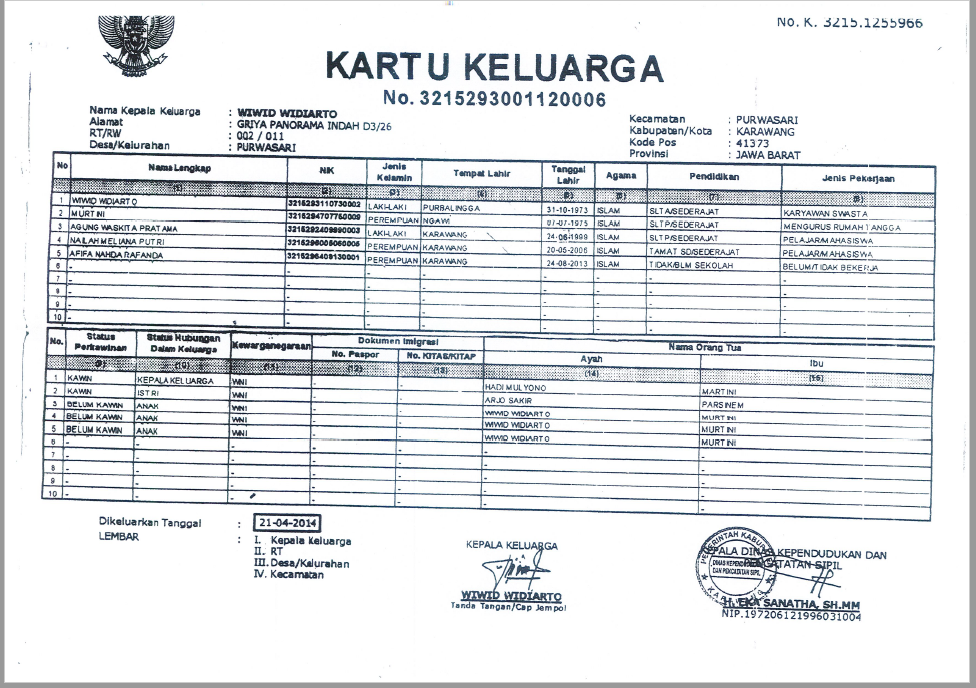 No. K. 3215.1255966
KARTU KELUARGA
No. 3215293001120006
Nama Kepala Keluarga : WIWID WIDIARTO
Alamat : GRIYA PANORAMA INDAH D3/26
RT/RW : 002 / 011
Desa/Kelurahan : PURWASARI
Kecamatan : PURWASARI
Kabupaten/Kota : KARAWANG
Kode Pos : 41373
Provinsi : JAWA BARAT
No Nama Lengkap NIK Jenis Kelamin Tempat Lahir Tanggal Lahir Agama Pendidikan Jenis Pekerjaan
(1) (2) (3) (4) (5) (6) (7) (8)
1 WIWID WIDIARTO 3215293110730002 LAKI-LAKI PURBALINGGA 31-10-1973 ISLAM SLTA/SEDERAJAT KARYAWAN SWASTA
2 MURTINI 3215294707750009 PEREMPUAN NGAWI 07-07-1975 ISLAM SLTP/SEDERAJAT MENGURUS RUMAH TANGGA
3 AGUNG WASKITA PRATAMA LAKI-LAKI KARAWANG 24-06-1999 ISLAM SLTP/SEDERAJAT PELAJAR/MAHASISWA
4 NAILAH MELIANA PUTRI 3215296005060005 PEREMPUAN KARAWANG 20-05-2006 ISLAM TAMAT SD/SEDERAJAT PELAJAR/MAHASISWA
5 AFIFA NAHDA RAFANDA 3215296408130001 PEREMPUAN KARAWANG 24-08-2013 ISLAM TIDAK/BLM SEKOLAH BELUM/TIDAK BEKERJA
6 - - - - - - - -
7 - - - - - - - -
8 - - - - - - - -
9 - - - - - - - -
10 - - - - - - - -
No. Status Perkawinan Status Hubungan Dalam Keluarga Kewarganegaraan Dokumen Imigrasi Nama Orang Tua
No. Paspor No. KITAS/KITAP Ayah Ibu
(9) (10) (11) (12) (13) (14) (15)
1 KAWIN KEPALA KELUARGA WNI - - HADI MULYONO MARTINI
2 KAWIN ISTRI WNI - - ARJO SAKIR PARSINEM
3 BELUM KAWIN ANAK WNI - - WIWID WIDIARTO MURTINI
4 BELUM KAWIN ANAK WNI - - WIWID WIDIARTO MURTINI
5 BELUM KAWIN ANAK WNI - - WIWID WIDIARTO MURTINI
6 - - - - - - -
7 - - - - - - -
8 - - - - - - -
9 - - - - - - -
10 - - - - - - -
Dikeluarkan Tanggal : 21-04-2014
LEMBAR : I. Kepala Keluarga
II. RT
III. Desa/Kelurahan
IV. Kecamatan
KEPALA KELUARGA
WIWID WIDIARTO
Tanda Tangan/Cap Jempol
KEPALA DINAS KEPENDUDUKAN DAN
PENCATATAN SIPIL
H. EKA SANATHA, SH.MM
NIP.197206121996031004